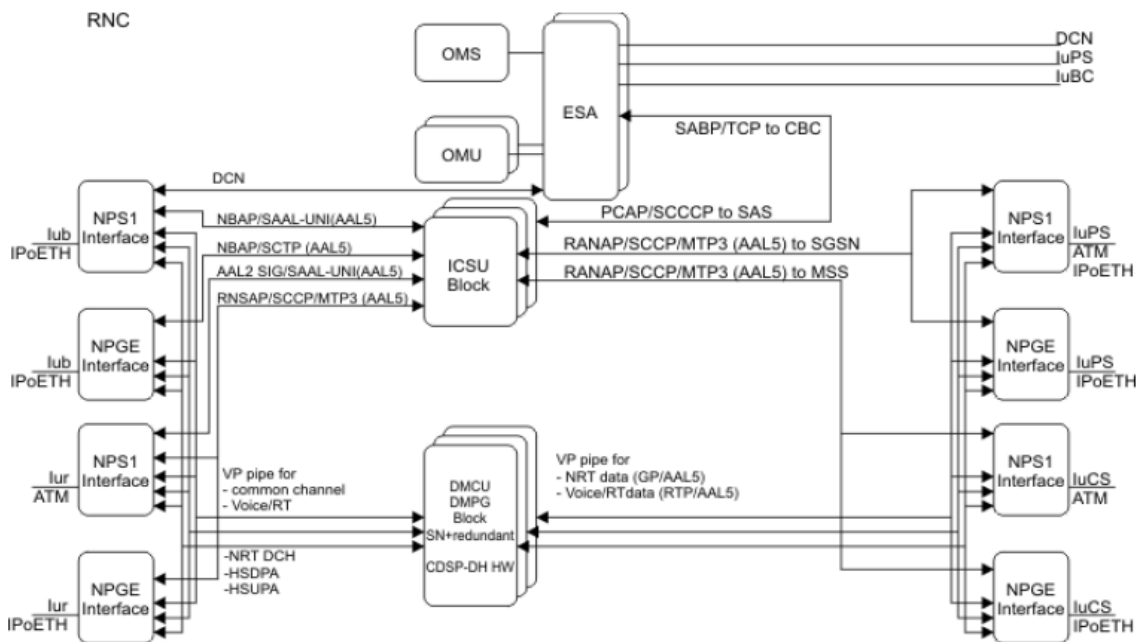 RNC
OMS
DCN
IuPS
IuBC
ESA
SABP/TCP to CBC
OMU
DCN
NPS1
Interface
Iub
IPoETH
NBAP/SAAL-UNI(AAL5)
NBAP/SCTP (AAL5)
AAL2 SIG/SAAL-UNI(AAL5)
RNSAP/SCCP/MTP3 (AAL5)
ICSU
Block
PCAP/SCCCP to SAS
RANAP/SCCP/MTP3 (AAL5) to SGSN
RANAP/SCCP/MTP3 (AAL5) to MSS
NPS1
Interface
IuPS
ATM
IPoETH
NPGE
Interface
Iub
IPoETH
NPGE
Interface
IuPS
IPoETH
NPS1
Interface
Iur
ATM
VP pipe for
- common channel
- Voice/RT
-NRT DCH
-HSDPA
-HSUPA
DMCU
DMPG
Block
SN+redundant
CDSP-DH HW
VP pipe for
- NRT data (GP/AAL5)
- Voice/RTdata (RTP/AAL5)
NPS1
Interface
IuCS
ATM
NPGE
Interface
Iur
IPoETH
NPGE
Interface
IuCS
IPoETH